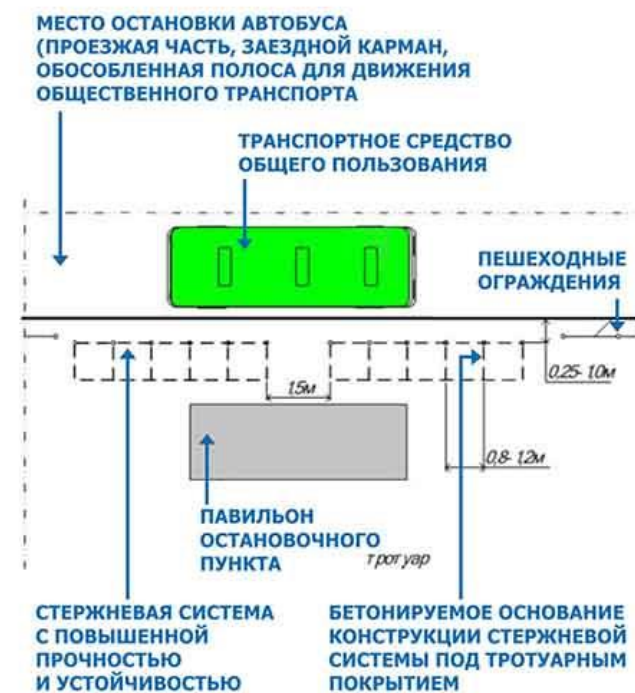 МЕСТО ОСТАНОВКИ АВТОБУСА
(ПРОЕЗЖАЯ ЧАСТЬ, ЗАЕЗДНОЙ КАРМАН,
ОБОСОБЛЕННАЯ ПОЛОСА ДЛЯ ДВИЖЕНИЯ
ОБЩЕСТВЕННОГО ТРАНСПОРТА
ТРАНСПОРТНОЕ СРЕДСТВО
ОБЩЕГО ПОЛЬЗОВАНИЯ
ПЕШЕХОДНЫЕ
ОГРАЖДЕНИЯ
0,25- 1,0м
1,5м
0,8- 1,2м
ПАВИЛЬОН
ОСТАНОВОЧНОГО
ПУНКТА
тротуар
СТЕРЖНЕВАЯ СИСТЕМА
С ПОВЫШЕННОЙ
ПРОЧНОСТЬЮ
И УСТОЙЧИВОСТЬЮ
БЕТОНИРУЕМОЕ ОСНОВАНИЕ
КОНСТРУКЦИИ СТЕРЖНЕВОЙ
СИСТЕМЫ ПОД ТРОТУАРНЫМ
ПОКРЫТИЕМ